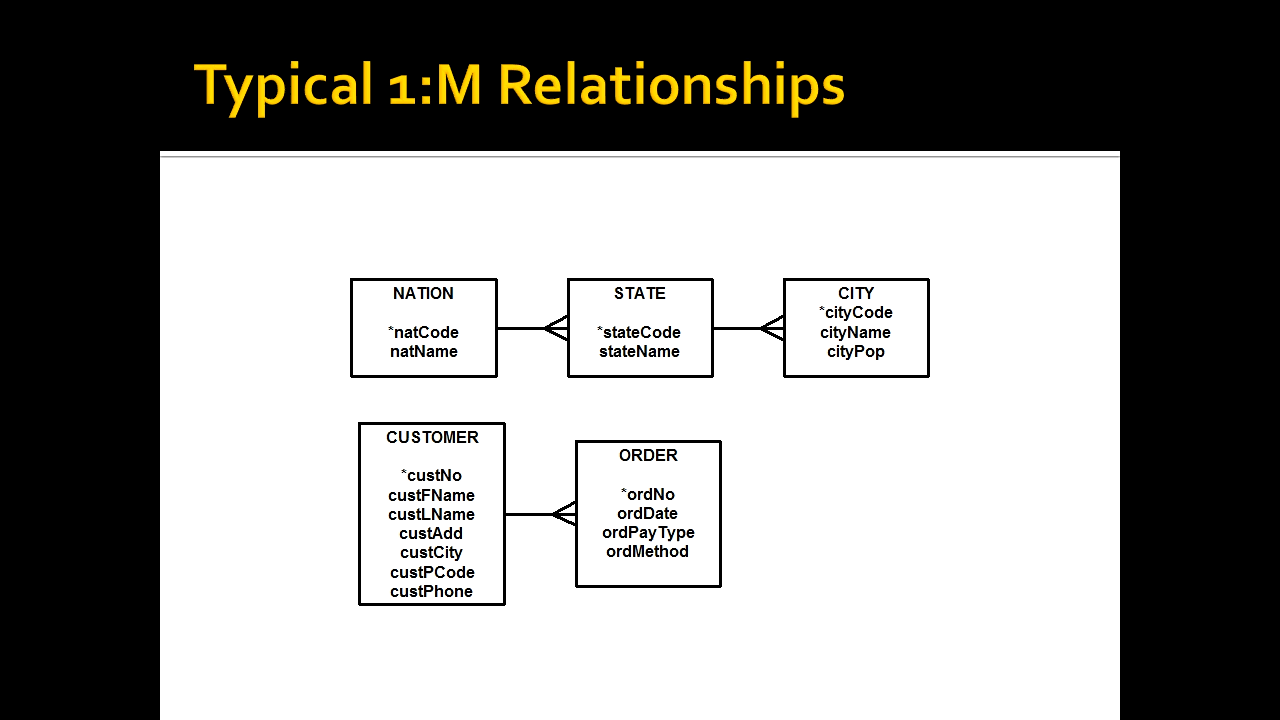 Typical 1:M Relationships
NATION
*natCode
natName
STATE
*stateCode
stateName
CITY
*cityCode
cityName
cityPop
CUSTOMER
*custNo
custFName
custLName
custAdd
custCity
custPCode
custPhone
ORDER
*ordNo
ordDate
ordPayType
ordMethod